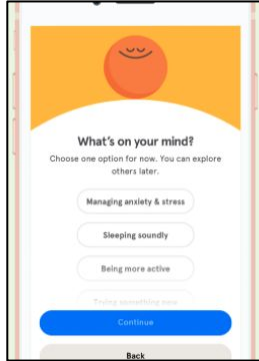 What's on your mind?
Choose one option for now. You can explore
others later.
Managing anxiety & stress
Sleeping soundly
Being more active
Trying something new
Continue
Back